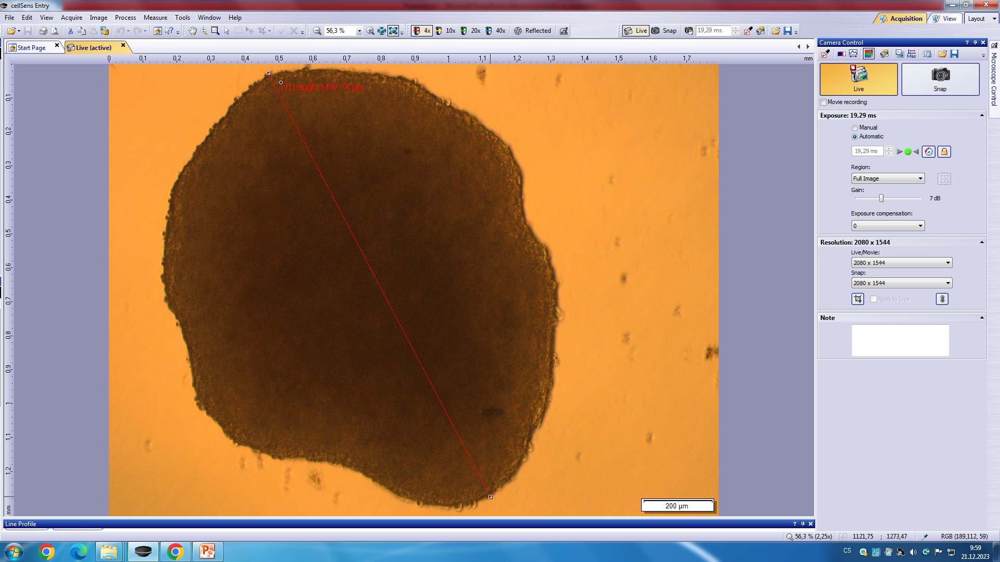 cellSens Entry
File Edit View Acquire Image Process Measure Tools Window Help
Acquisition View Layout
56,3 % 4x 10x 20x 40x Reflected Live Snap 19,29 ms
Start Page Live (active)
0 0,1 0,2 0,3 0,4 0,5 0,6 0,7 0,8 0,9 1 1,1 1,2 1,3 1,4 1,5 1,6 1,7 mm
0,1
0,2
0,3
0,4
0,5
0,6
0,7
0,8
0,9
1
1,1
1,2
mm
(1) Length 1407,74 µm
200 µm
Camera Control
Max
Live Snap
Movie recording
Exposure: 19,29 ms
Manual
Automatic
19,29 ms
Region:
Full Image
Gain:
7 dB
Exposure compensation:
0
Resolution: 2080 x 1544
Live/Movie:
2080 x 1544
Snap:
2080 x 1544
Apply to Live
Note
Microscope Control
Line Profile
56,3 % (2,25x) 1121,75 ; 1273,47 RGB (189,112, 59)
CS
9:59
21.12.2023